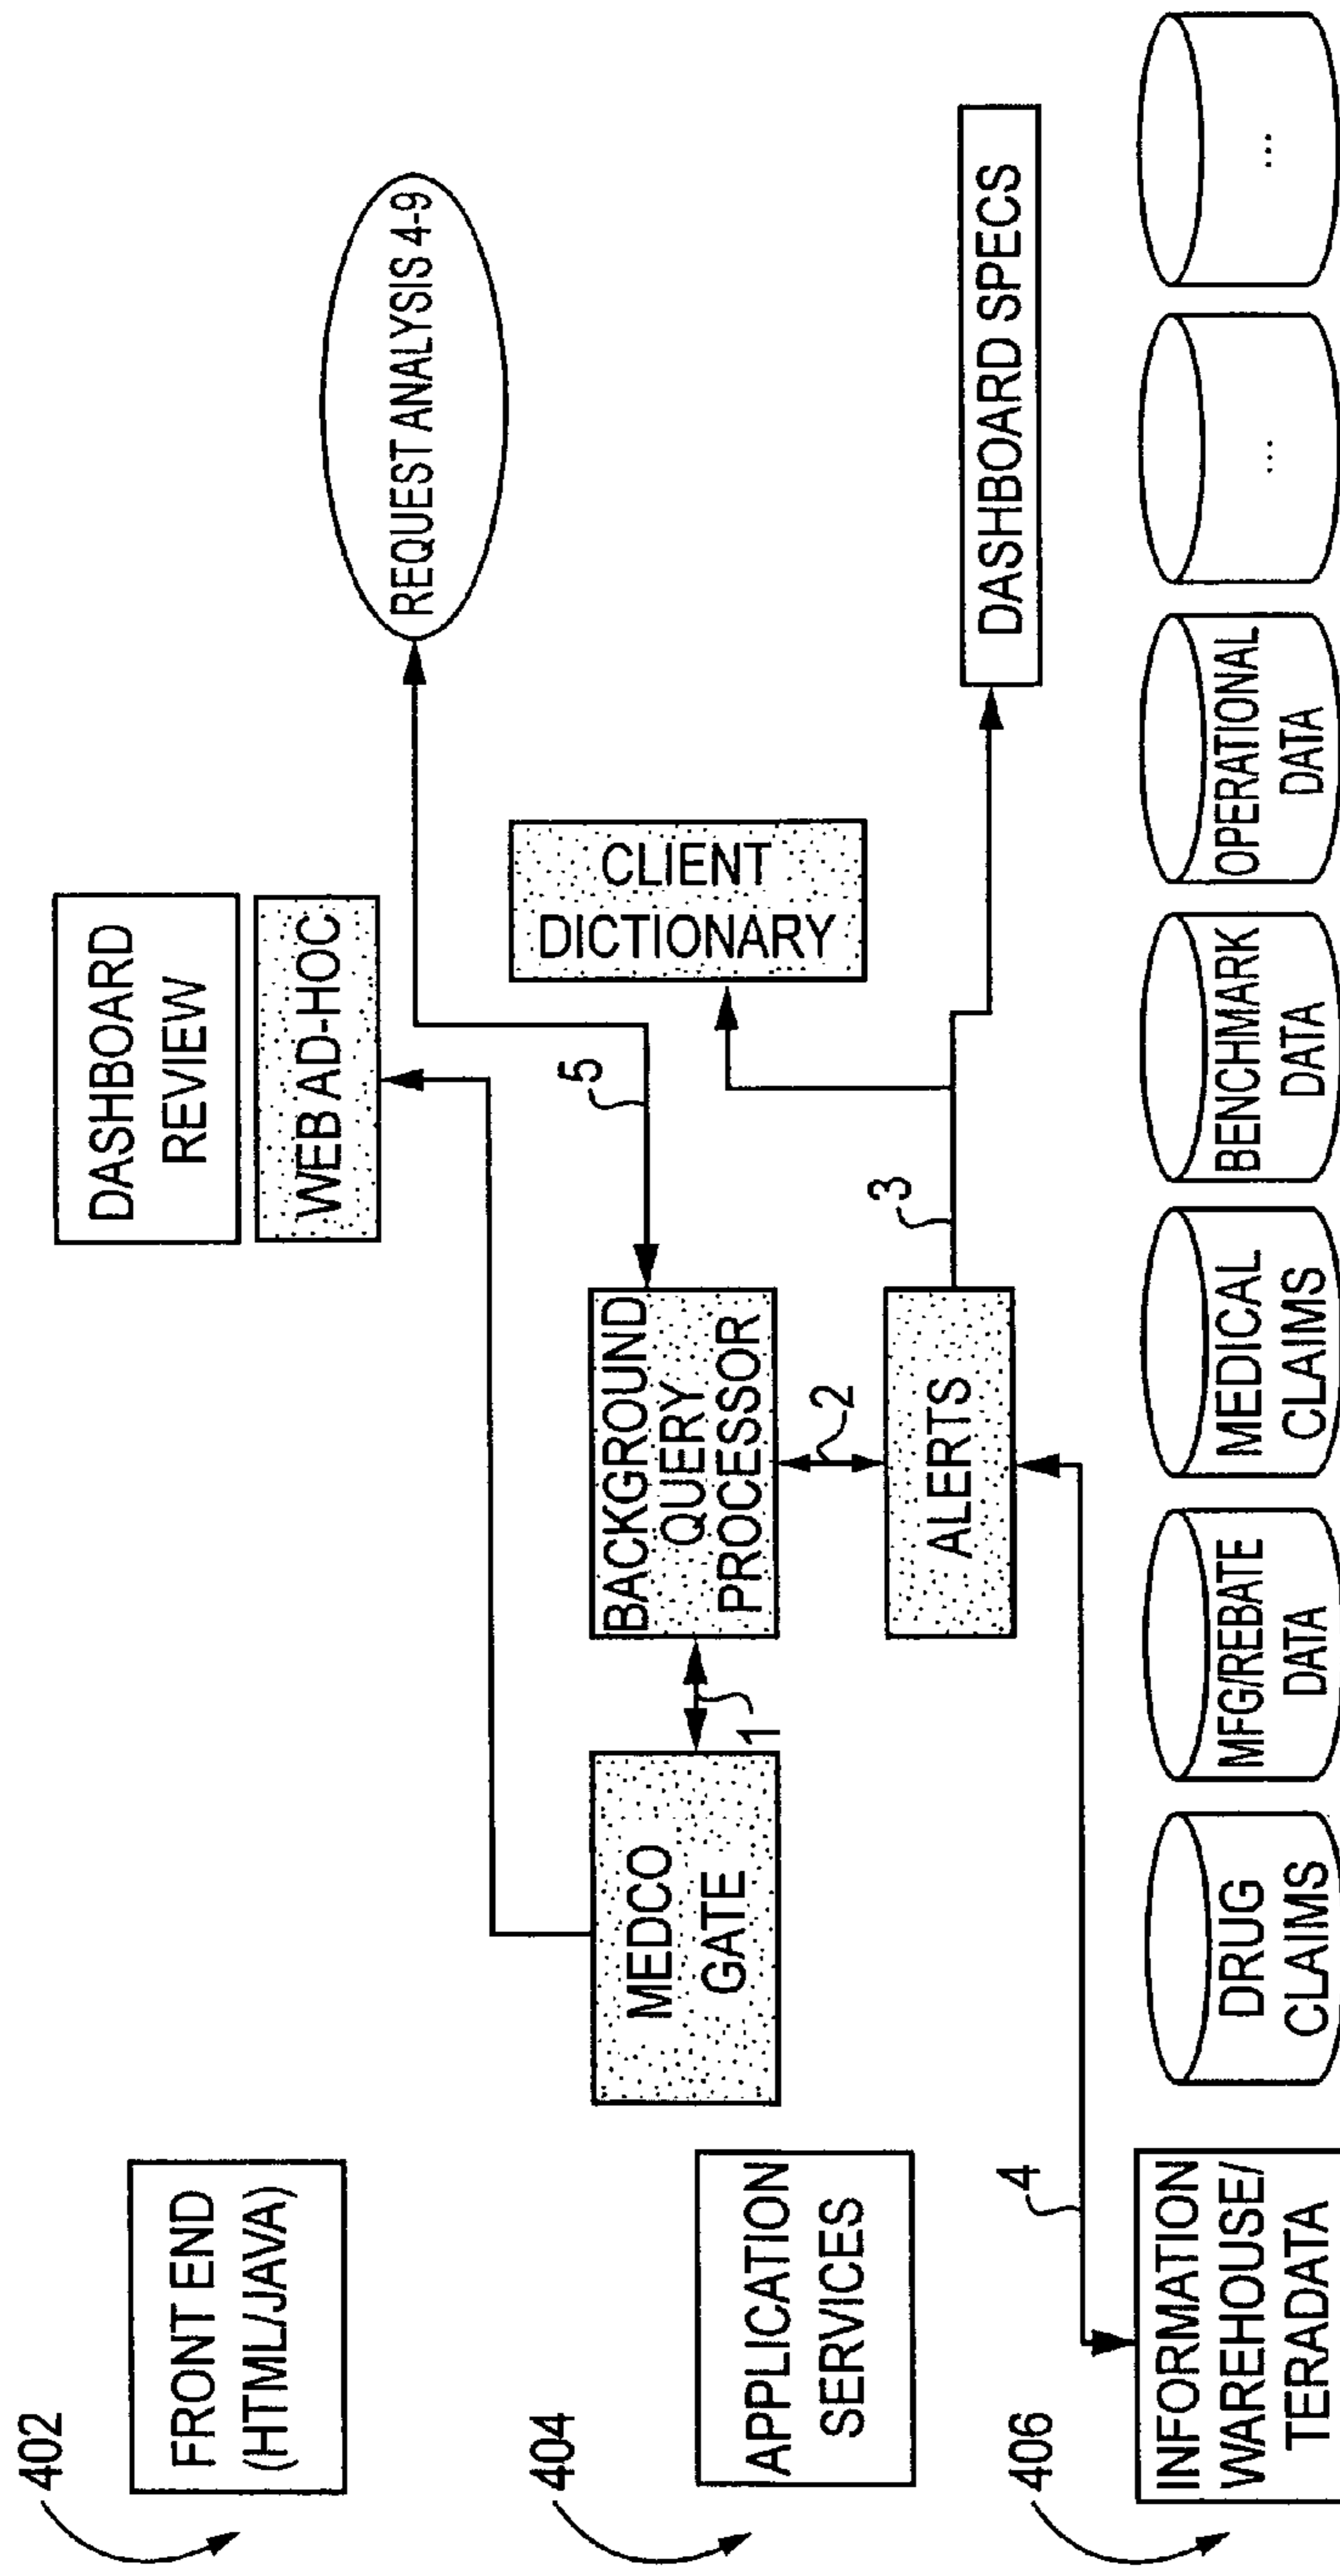 402
FRONT END
(HTML/JAVA)
DASHBOARD
REVIEW
WEB AD-HOC
REQUEST ANALYSIS 4-9
404
APPLICATION
SERVICES
MEDCO
GATE
1
BACKGROUND
QUERY
PROCESSOR
5
CLIENT
DICTIONARY
2
ALERTS
3
DASHBOARD SPECS
4
406
INFORMATION
WAREHOUSE/
TERADATA
DRUG
CLAIMS
MFG/REBATE
DATA
MEDICAL
CLAIMS
BENCHMARK
DATA
OPERATIONAL
DATA
...
...